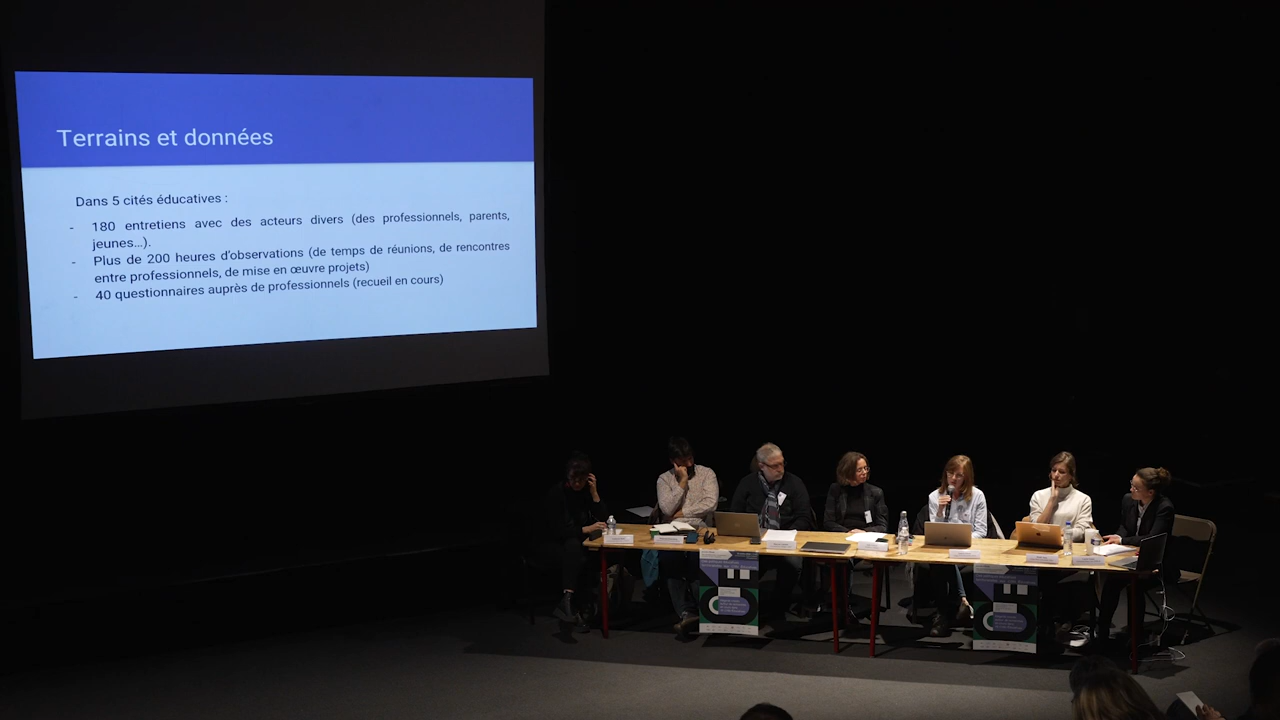 Terrains et données
Dans 5 cités éducatives :
- 180 entretiens avec des acteurs divers (des professionnels, parents,
jeunes…).
- Plus de 200 heures d'observations (de temps de réunions, de rencontres
entre professionnels, de mise en œuvre projets)
- 40 questionnaires auprès de professionnels (recueil en cours)